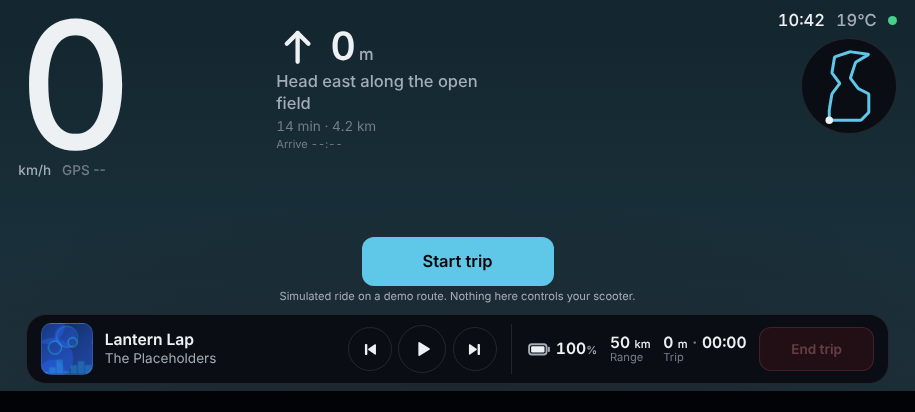 0
km/h GPS --
0 m
Head east along the open
field
14 min · 4.2 km
Arrive --:--
10:42 19°C
Start trip
Simulated ride on a demo route. Nothing here controls your scooter.
Lantern Lap
The Placeholders
100%
50 km
Range
0 m · 00:00
Trip
End trip